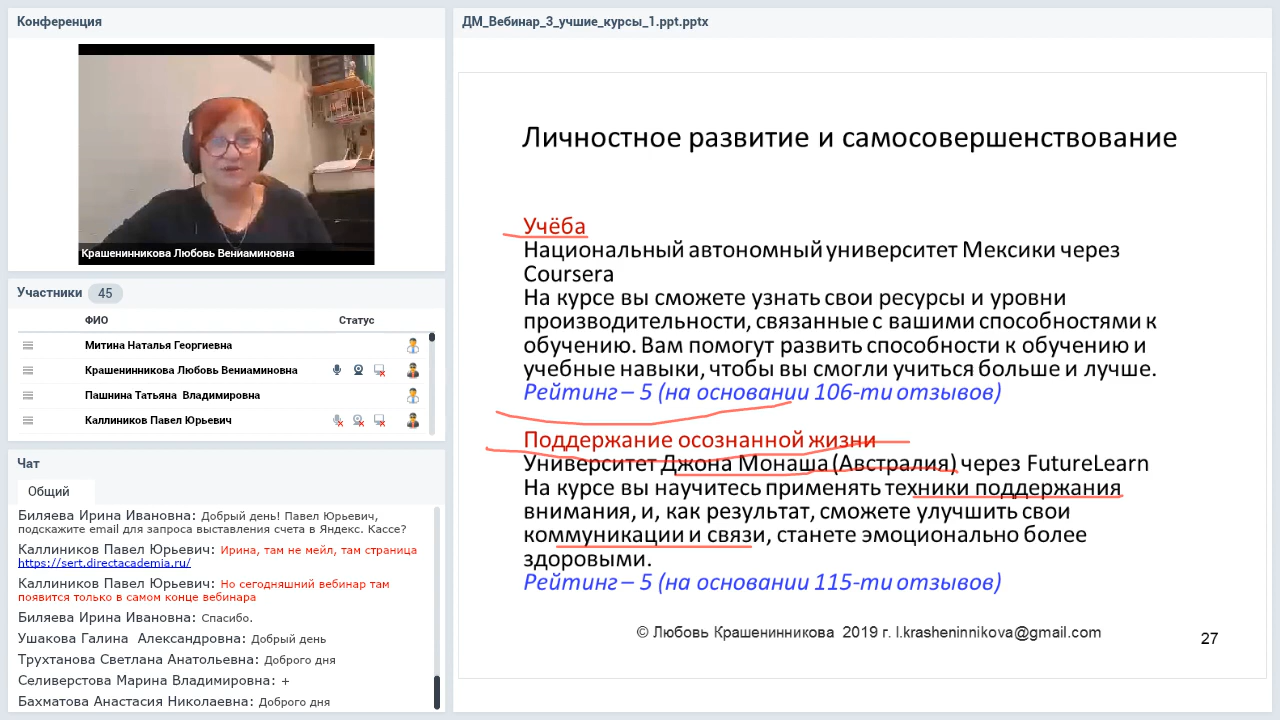 Конференция
Крашенинникова Любовь Вениаминовна
Участники 45
ФИО Статус
Митина Наталья Георгиевна
Крашенинникова Любовь Вениаминовна
Пашнина Татьяна Владимировна
Каллиников Павел Юрьевич
Чат
Общий
Биляева Ирина Ивановна: Добрый день! Павел Юрьевич,
подскажите email для запроса выставления счета в Яндекс. Кассе?
Каллиников Павел Юрьевич: Ирина, там не мейл, там страница
https://sert.directacademia.ru/
Каллиников Павел Юрьевич: Но сегодняшний вебинар там
появится только в самом конце вебинара
Биляева Ирина Ивановна: Спасибо.
Ушакова Галина Александровна: Добрый день
Трухтанова Светлана Анатольевна: Доброго дня
Селиверстова Марина Владимировна: +
Бахматова Анастасия Николаевна: Доброго дня
ДМ_Вебинар_3_учшие_курсы_1.ppt.pptx
Личностное развитие и самосовершенствование
Учёба
Национальный автономный университет Мексики через
Coursera
На курсе вы сможете узнать свои ресурсы и уровни
производительности, связанные с вашими способностями к
обучению. Вам помогут развить способности к обучению и
учебные навыки, чтобы вы смогли учиться больше и лучше.
Рейтинг – 5 (на основании 106-ти отзывов)
Поддержание осознанной жизни
Университет Джона Монаша (Австралия) через FutureLearn
На курсе вы научитесь применять техники поддержания
внимания, и, как результат, сможете улучшить свои
коммуникации и связи, станете эмоционально более
здоровыми.
Рейтинг – 5 (на основании 115-ти отзывов)
© Любовь Крашенинникова 2019 г. l.krasheninnikova@gmail.com
27